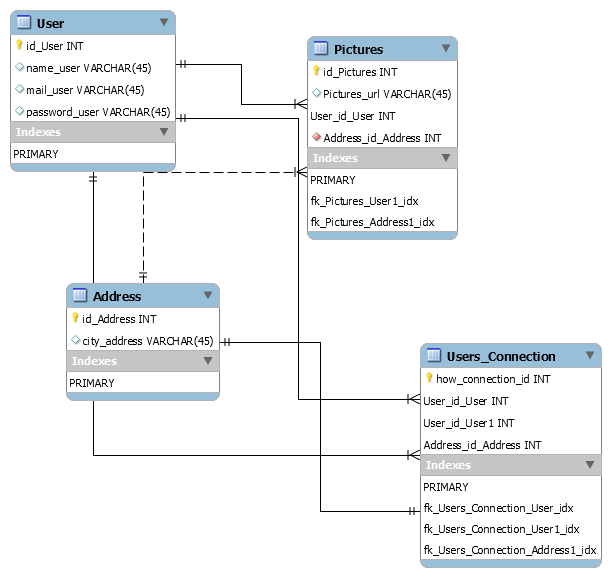 User
id_User INT
name_user VARCHAR(45)
mail_user VARCHAR(45)
password_user VARCHAR(45)
Indexes
PRIMARY
Pictures
id_Pictures INT
Pictures_url VARCHAR(45)
User_id_User INT
Address_id_Address INT
Indexes
PRIMARY
fk_Pictures_User1_idx
fk_Pictures_Address1_idx
Address
id_Address INT
city_address VARCHAR(45)
Indexes
PRIMARY
Users_Connection
how_connection_id INT
User_id_User INT
User_id_User1 INT
Address_id_Address INT
Indexes
PRIMARY
fk_Users_Connection_User_idx
fk_Users_Connection_User1_idx
fk_Users_Connection_Address1_idx